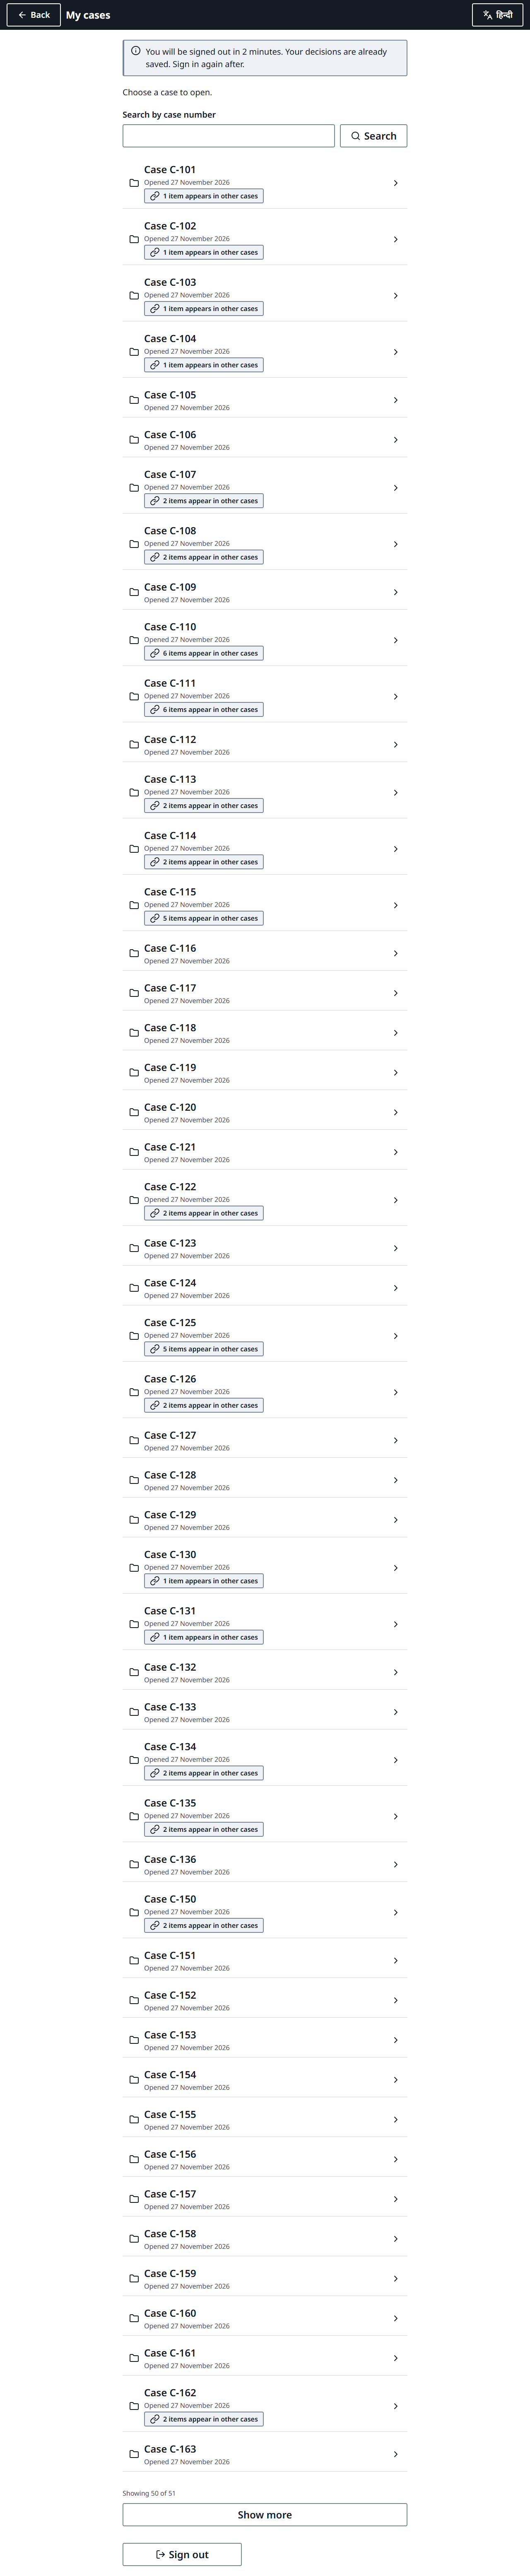 Back
My cases
हिन्दी
You will be signed out in 2 minutes. Your decisions are already
saved. Sign in again after.
Choose a case to open.
Search by case number
Search
Case C-101
Opened 27 November 2026
1 item appears in other cases
Case C-102
Opened 27 November 2026
1 item appears in other cases
Case C-103
Opened 27 November 2026
1 item appears in other cases
Case C-104
Opened 27 November 2026
1 item appears in other cases
Case C-105
Opened 27 November 2026
Case C-106
Opened 27 November 2026
Case C-107
Opened 27 November 2026
2 items appear in other cases
Case C-108
Opened 27 November 2026
2 items appear in other cases
Case C-109
Opened 27 November 2026
Case C-110
Opened 27 November 2026
6 items appear in other cases
Case C-111
Opened 27 November 2026
6 items appear in other cases
Case C-112
Opened 27 November 2026
Case C-113
Opened 27 November 2026
2 items appear in other cases
Case C-114
Opened 27 November 2026
2 items appear in other cases
Case C-115
Opened 27 November 2026
5 items appear in other cases
Case C-116
Opened 27 November 2026
Case C-117
Opened 27 November 2026
Case C-118
Opened 27 November 2026
Case C-119
Opened 27 November 2026
Case C-120
Opened 27 November 2026
Case C-121
Opened 27 November 2026
Case C-122
Opened 27 November 2026
2 items appear in other cases
Case C-123
Opened 27 November 2026
Case C-124
Opened 27 November 2026
Case C-125
Opened 27 November 2026
5 items appear in other cases
Case C-126
Opened 27 November 2026
2 items appear in other cases
Case C-127
Opened 27 November 2026
Case C-128
Opened 27 November 2026
Case C-129
Opened 27 November 2026
Case C-130
Opened 27 November 2026
1 item appears in other cases
Case C-131
Opened 27 November 2026
1 item appears in other cases
Case C-132
Opened 27 November 2026
Case C-133
Opened 27 November 2026
Case C-134
Opened 27 November 2026
2 items appear in other cases
Case C-135
Opened 27 November 2026
2 items appear in other cases
Case C-136
Opened 27 November 2026
Case C-150
Opened 27 November 2026
2 items appear in other cases
Case C-151
Opened 27 November 2026
Case C-152
Opened 27 November 2026
Case C-153
Opened 27 November 2026
Case C-154
Opened 27 November 2026
Case C-155
Opened 27 November 2026
Case C-156
Opened 27 November 2026
Case C-157
Opened 27 November 2026
Case C-158
Opened 27 November 2026
Case C-159
Opened 27 November 2026
Case C-160
Opened 27 November 2026
Case C-161
Opened 27 November 2026
Case C-162
Opened 27 November 2026
2 items appear in other cases
Case C-163
Opened 27 November 2026
Showing 50 of 51
Show more
Sign out